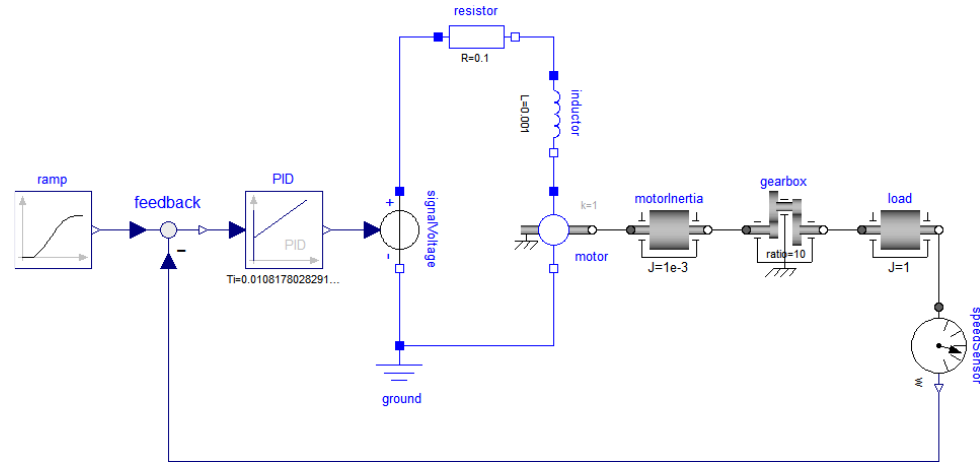 resistor
R=0.1
L=0.001
inductor
ramp
feedback
PID
PID
Ti=0.0108178028291...
+
-
signalVoltage
k=1
motor
motorInertia
J=1e-3
gearbox
ratio=10
load
J=1
speedSensor
w
ground